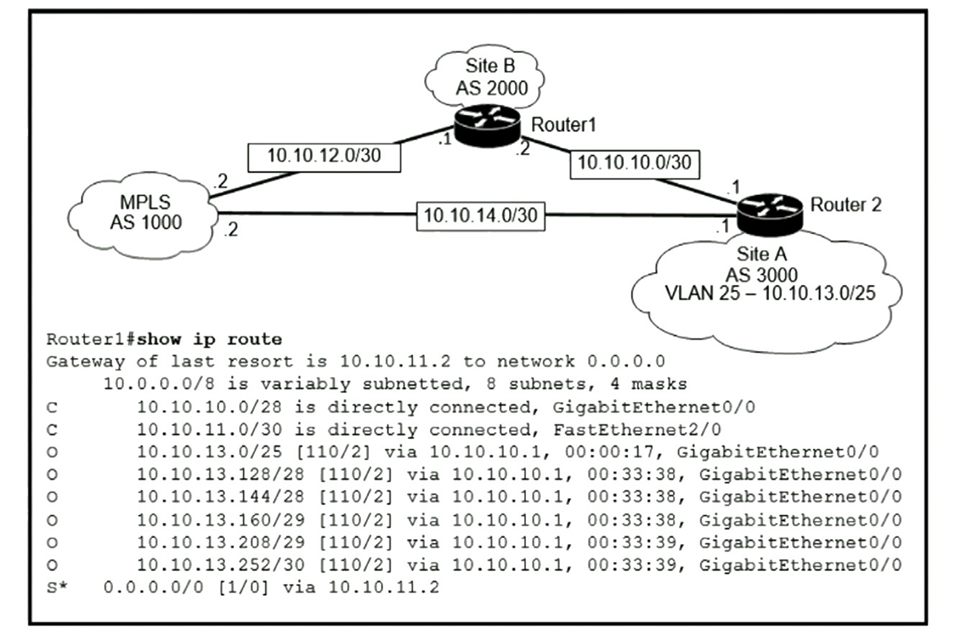 Site B
AS 2000
Router1
.1
.2
10.10.12.0/30
10.10.10.0/30
.2
.1
MPLS
AS 1000
Router 2
10.10.14.0/30
.2
.1
Site A
AS 3000
VLAN 25 – 10.10.13.0/25
Router1#show ip route
Gateway of last resort is 10.10.11.2 to network 0.0.0.0
10.0.0.0/8 is variably subnetted, 8 subnets, 4 masks
C 10.10.10.0/28 is directly connected, GigabitEthernet0/0
C 10.10.11.0/30 is directly connected, FastEthernet2/0
O 10.10.13.0/25 [110/2] via 10.10.10.1, 00:00:17, GigabitEthernet0/0
O 10.10.13.128/28 [110/2] via 10.10.10.1, 00:33:38, GigabitEthernet0/0
O 10.10.13.144/28 [110/2] via 10.10.10.1, 00:33:38, GigabitEthernet0/0
O 10.10.13.160/29 [110/2] via 10.10.10.1, 00:33:38, GigabitEthernet0/0
O 10.10.13.208/29 [110/2] via 10.10.10.1, 00:33:39, GigabitEthernet0/0
O 10.10.13.252/30 [110/2] via 10.10.10.1, 00:33:39, GigabitEthernet0/0
S* 0.0.0.0/0 [1/0] via 10.10.11.2